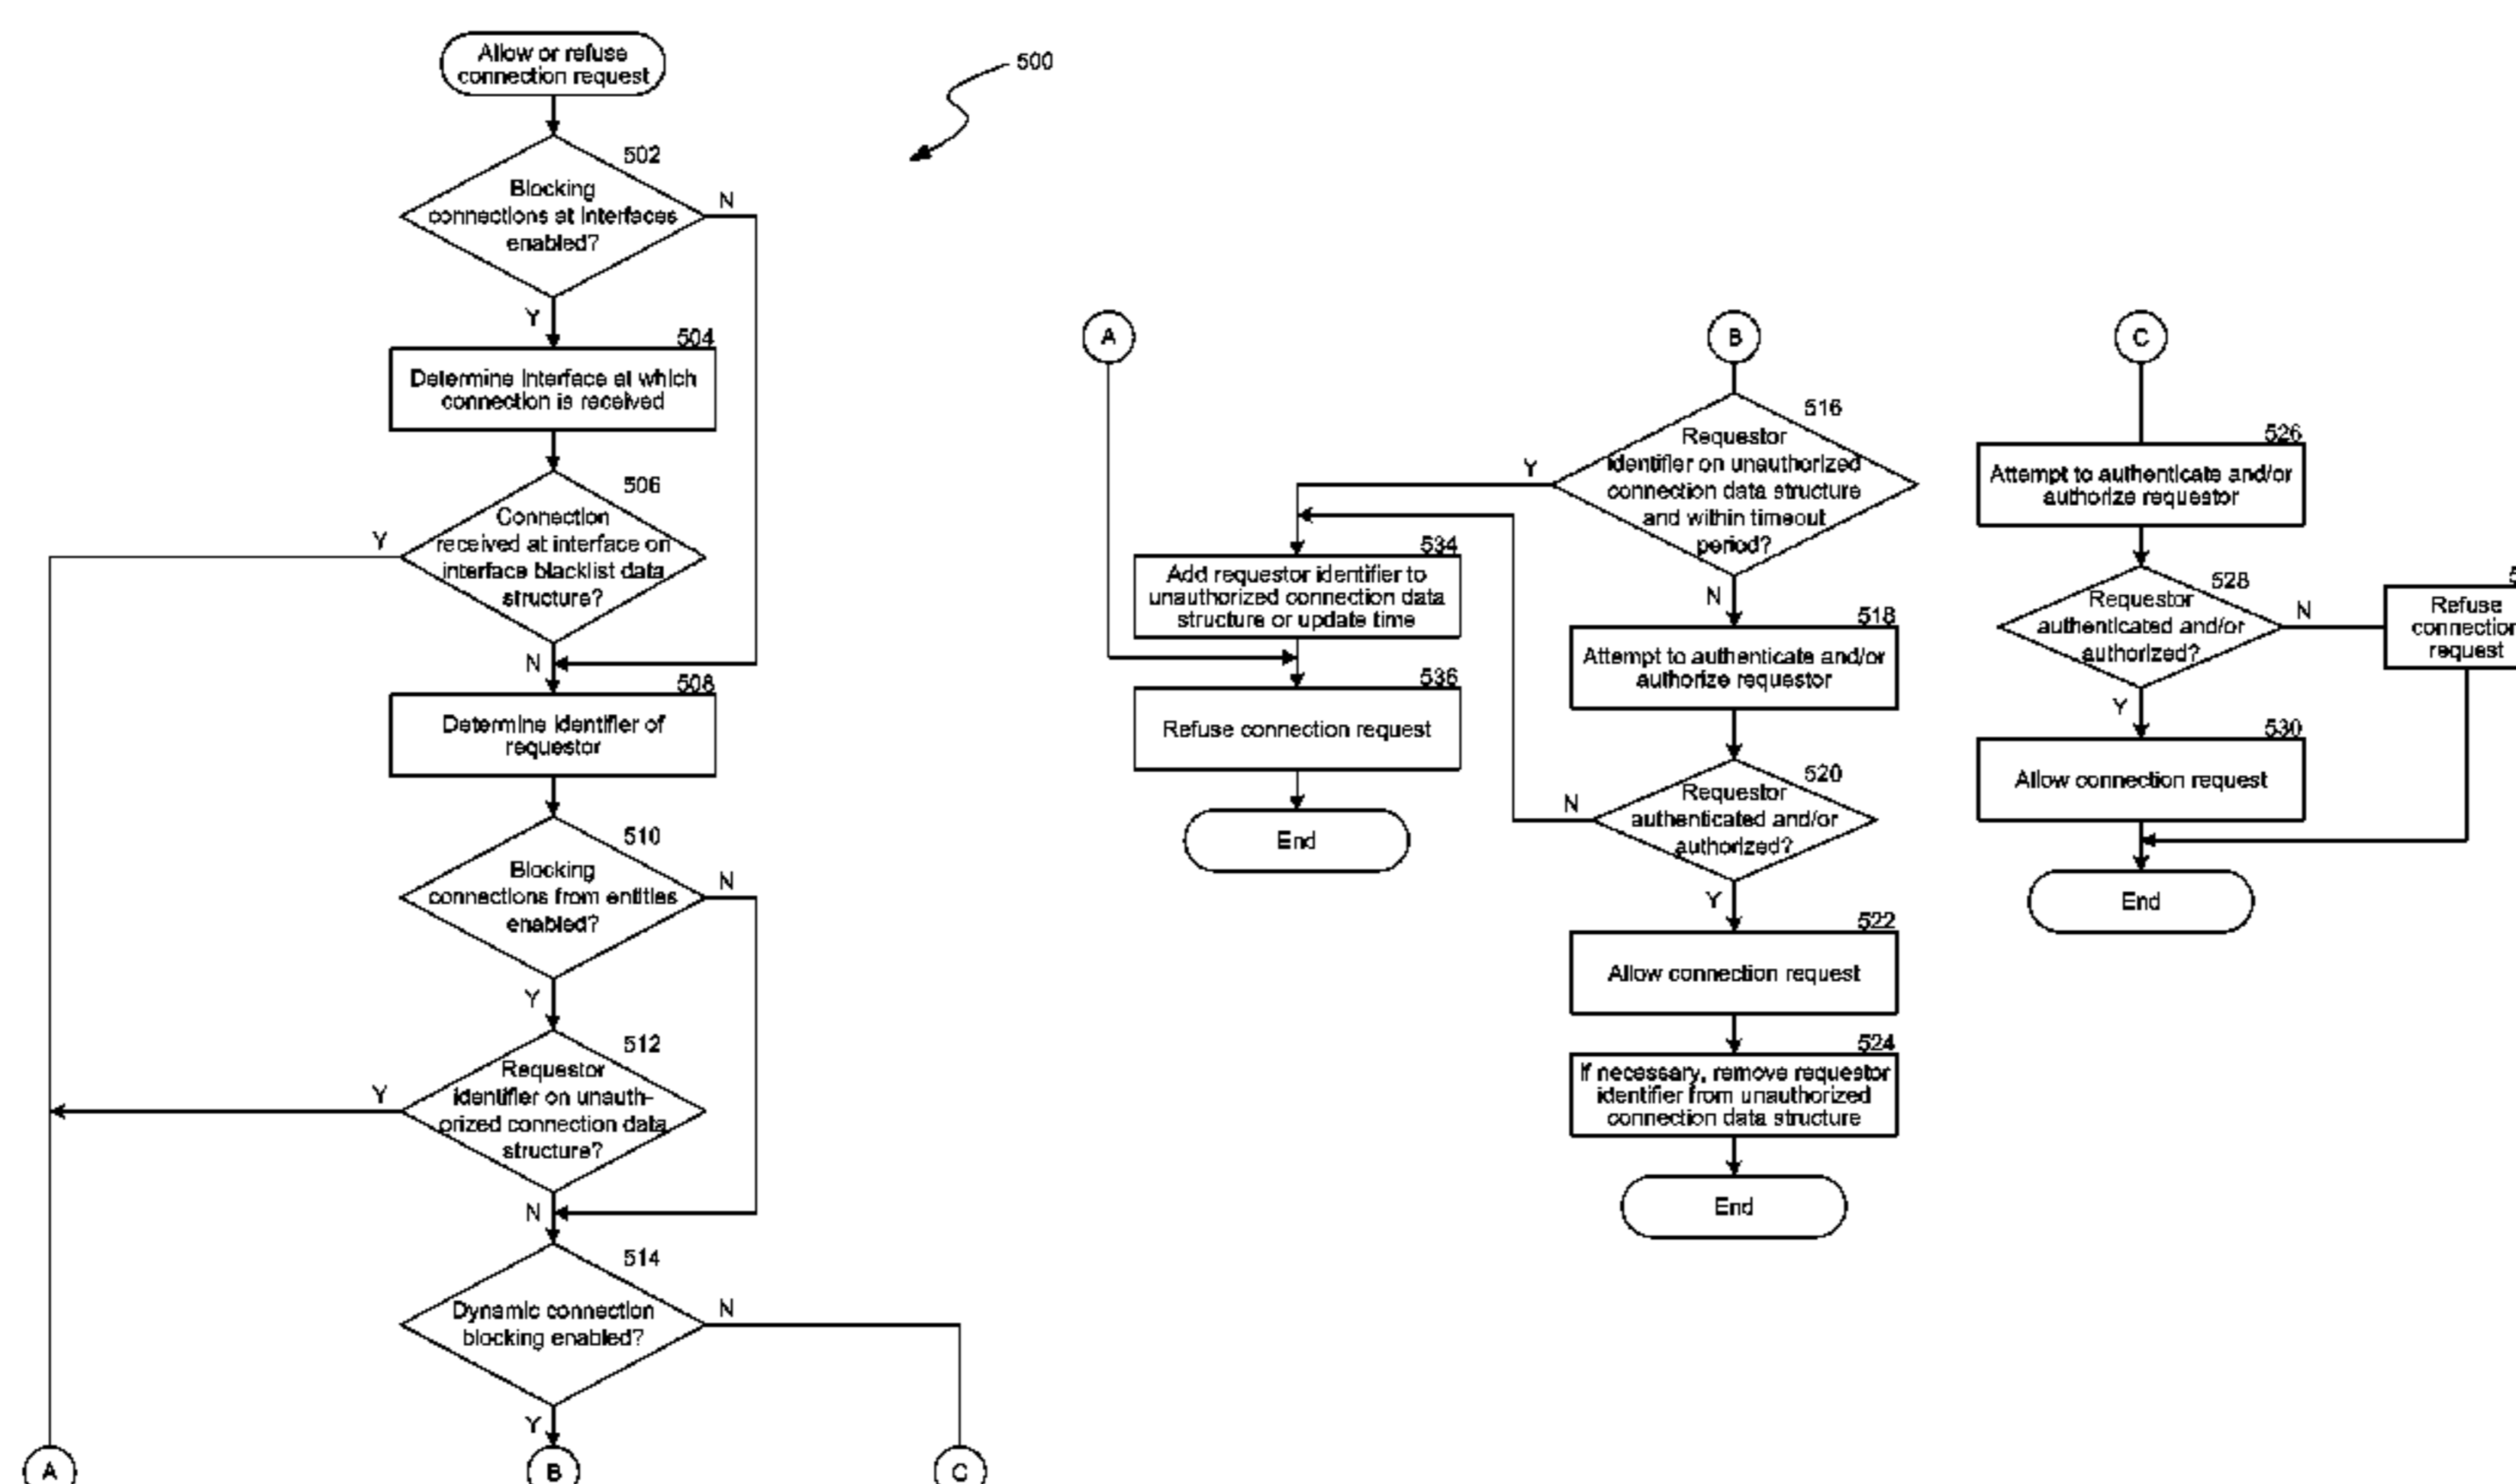 Allow or refuse
connection request
500
502
Blocking
connections at interfaces
enabled?
N
Y
504
Determine interface at which
connection is received
506
Connection
received at interface on
interface blacklist data
structure?
Y
N
508
Determine identifier of
requestor
510
Blocking
connections from entities
enabled?
N
Y
512
Requestor
identifier on unauth-
orized connection data
structure?
Y
N
514
Dynamic connection
blocking enabled?
N
Y
A
B
C
A
534
Add requestor identifier to
unauthorized connection data
structure or update time
536
Refuse connection request
End
B
516
Requestor
identifier on unauthorized
connection data structure
and within timeout
period?
Y
N
518
Attempt to authenticate and/or
authorize requestor
520
Requestor
authenticated and/or
authorized?
N
Y
522
Allow connection request
524
If necessary, remove requestor
identifier from unauthorized
connection data structure
End
C
526
Attempt to authenticate and/or
authorize requestor
528
Requestor
authenticated and/or
authorized?
N
Y
Refuse
connection
request
530
Allow connection request
End